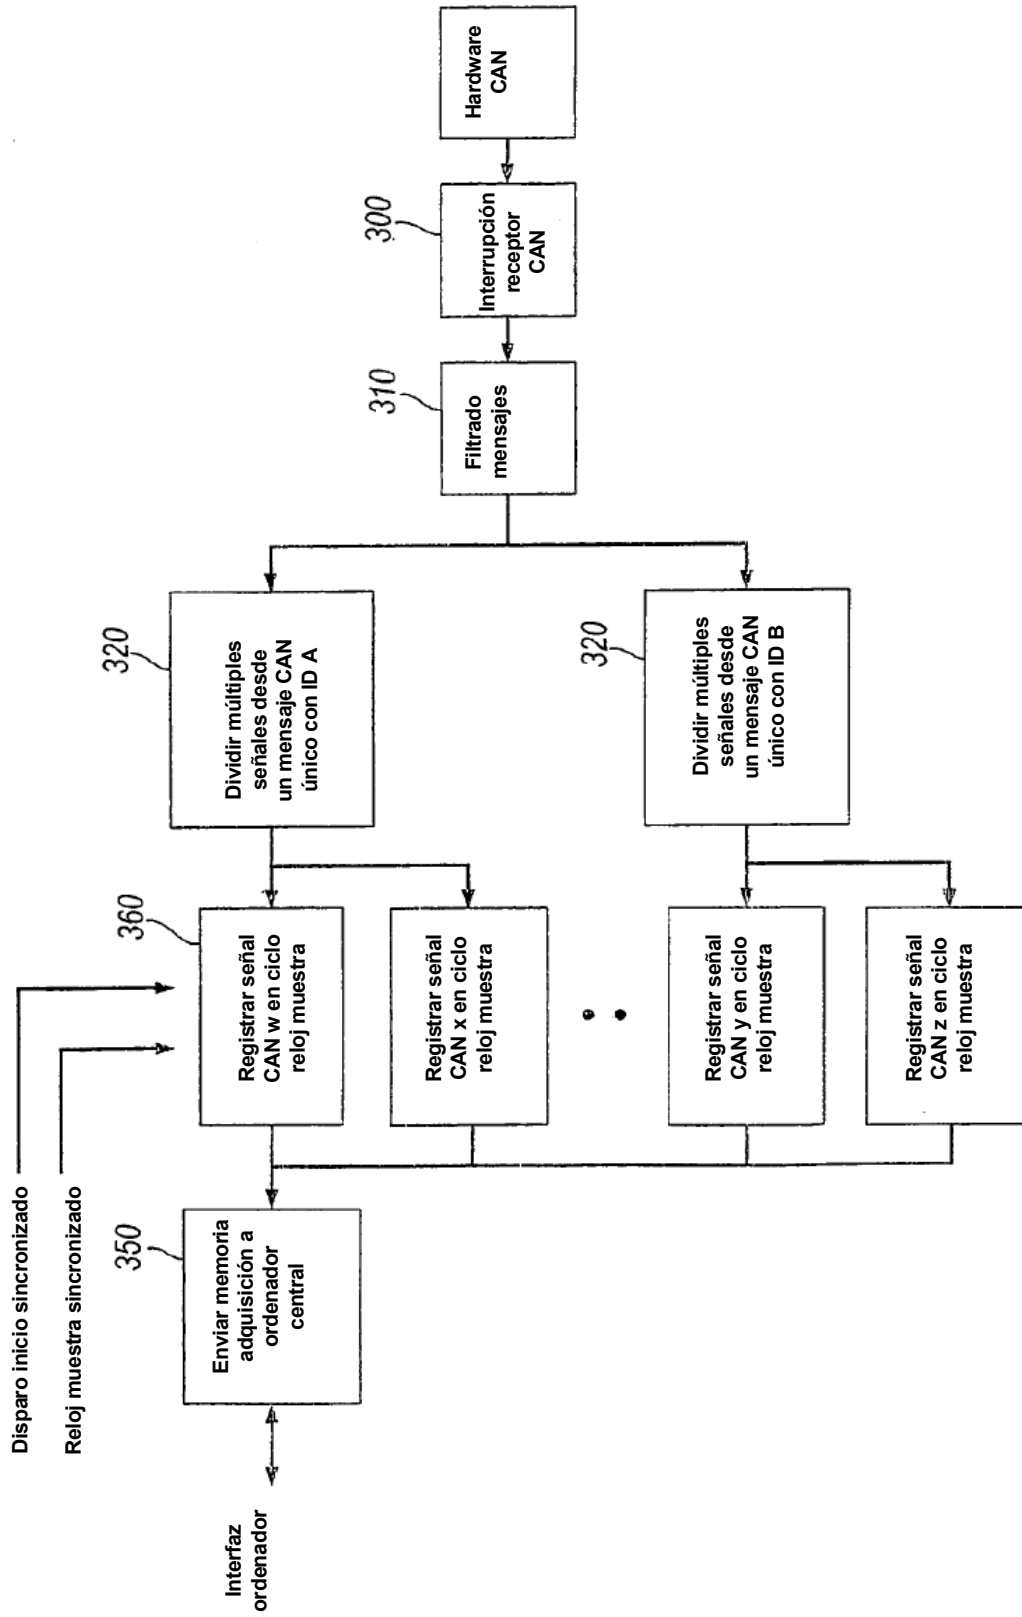 Disparo inicio sincronizado
Reloj muestra sincronizado
Interfaz
ordenador
350
Enviar memoria
adquisición a
ordenador
central
360
Registrar señal
CAN w en ciclo
reloj muestra
Registrar señal
CAN x en ciclo
reloj muestra
Registrar señal
CAN y en ciclo
reloj muestra
Registrar señal
CAN z en ciclo
reloj muestra
320
Dividir múltiples
señales desde
un mensaje CAN
único con ID A
320
Dividir múltiples
señales desde
un mensaje CAN
único con ID B
310
Filtrado
mensajes
300
Interrupción
receptor
CAN
Hardware
CAN